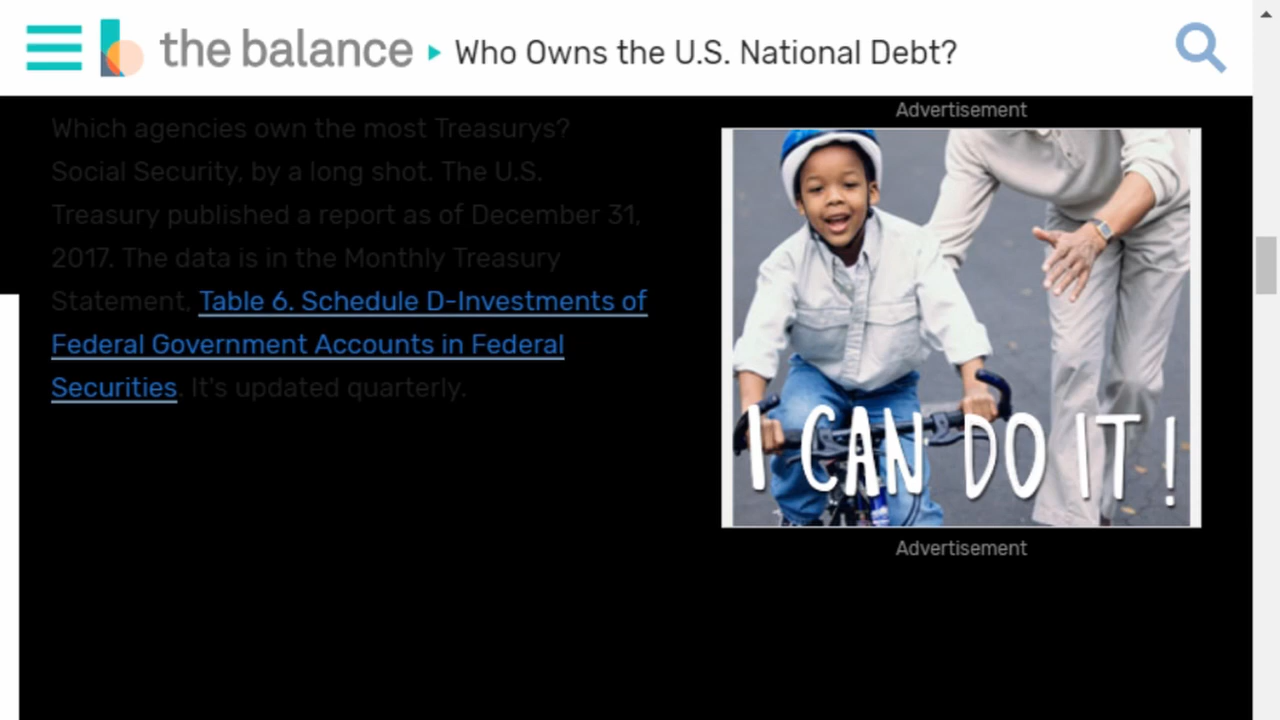 the balance ▸ Who Owns the U.S. National Debt?
Which agencies own the most Treasurys?
Social Security, by a long shot. The U.S.
Treasury published a report as of December 31,
2017. The data is in the Monthly Treasury
Statement, Table 6. Schedule D-Investments of
Federal Government Accounts in Federal
Securities. It's updated quarterly.
Advertisement
I CAN DO IT!
Advertisement